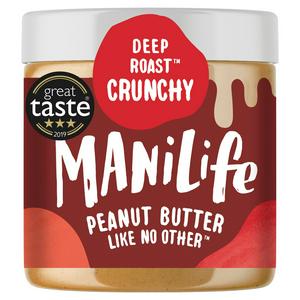 DEEP
ROAST™
CRUNCHY
great
taste
★★★
2019
MANiLife
PEANUT BUTTER
LIKE NO OTHER™